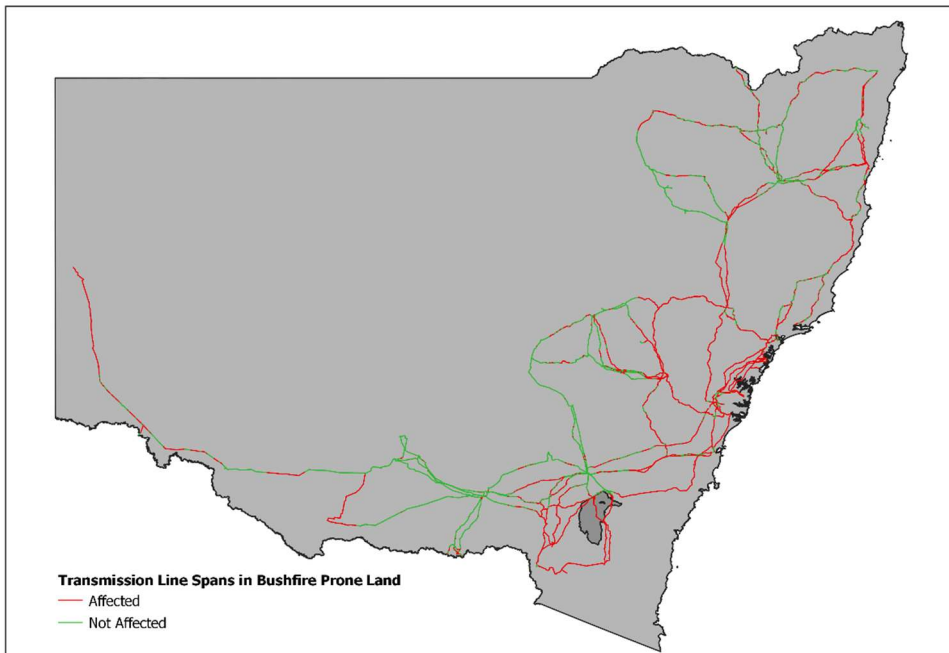 Transmission Line Spans in Bushfire Prone Land
Affected
Not Affected